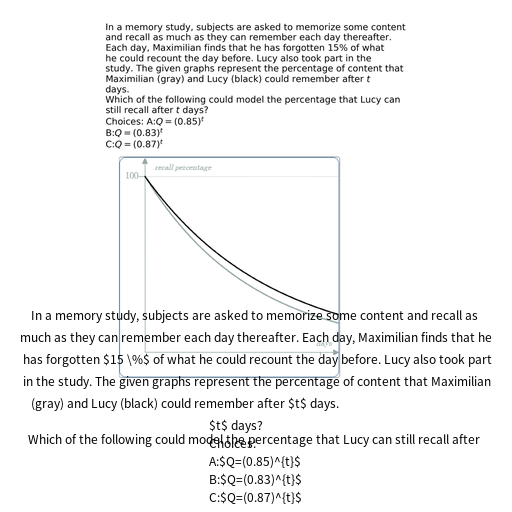 In a memory study, subjects are asked to memorize some content
and recall as much as they can remember each day thereafter.
Each day, Maximilian finds that he has forgotten 15% of what
he could recount the day before. Lucy also took part in the
study. The given graphs represent the percentage of content that
Maximilian (gray) and Lucy (black) could remember after t
days.
Which of the following could model the percentage that Lucy can
still recall after t days?
Choices: A:Q = (0.85)^t
B:Q = (0.83)^t
C:Q = (0.87)^t
recall percentage
100
In a memory study, subjects are asked to memorize some content and recall as
much as they can remember each day thereafter. Each day, Maximilian finds that he
days
has forgotten $15 \%$ of what he could recount the day before. Lucy also took part
in the study. The given graphs represent the percentage of content that Maximilian
(gray) and Lucy (black) could remember after $t$ days.
$t$ days?
Which of the following could model the percentage that Lucy can still recall after
Choices:
A:$Q=(0.85)^{t}$
B:$Q=(0.83)^{t}$
C:$Q=(0.87)^{t}$